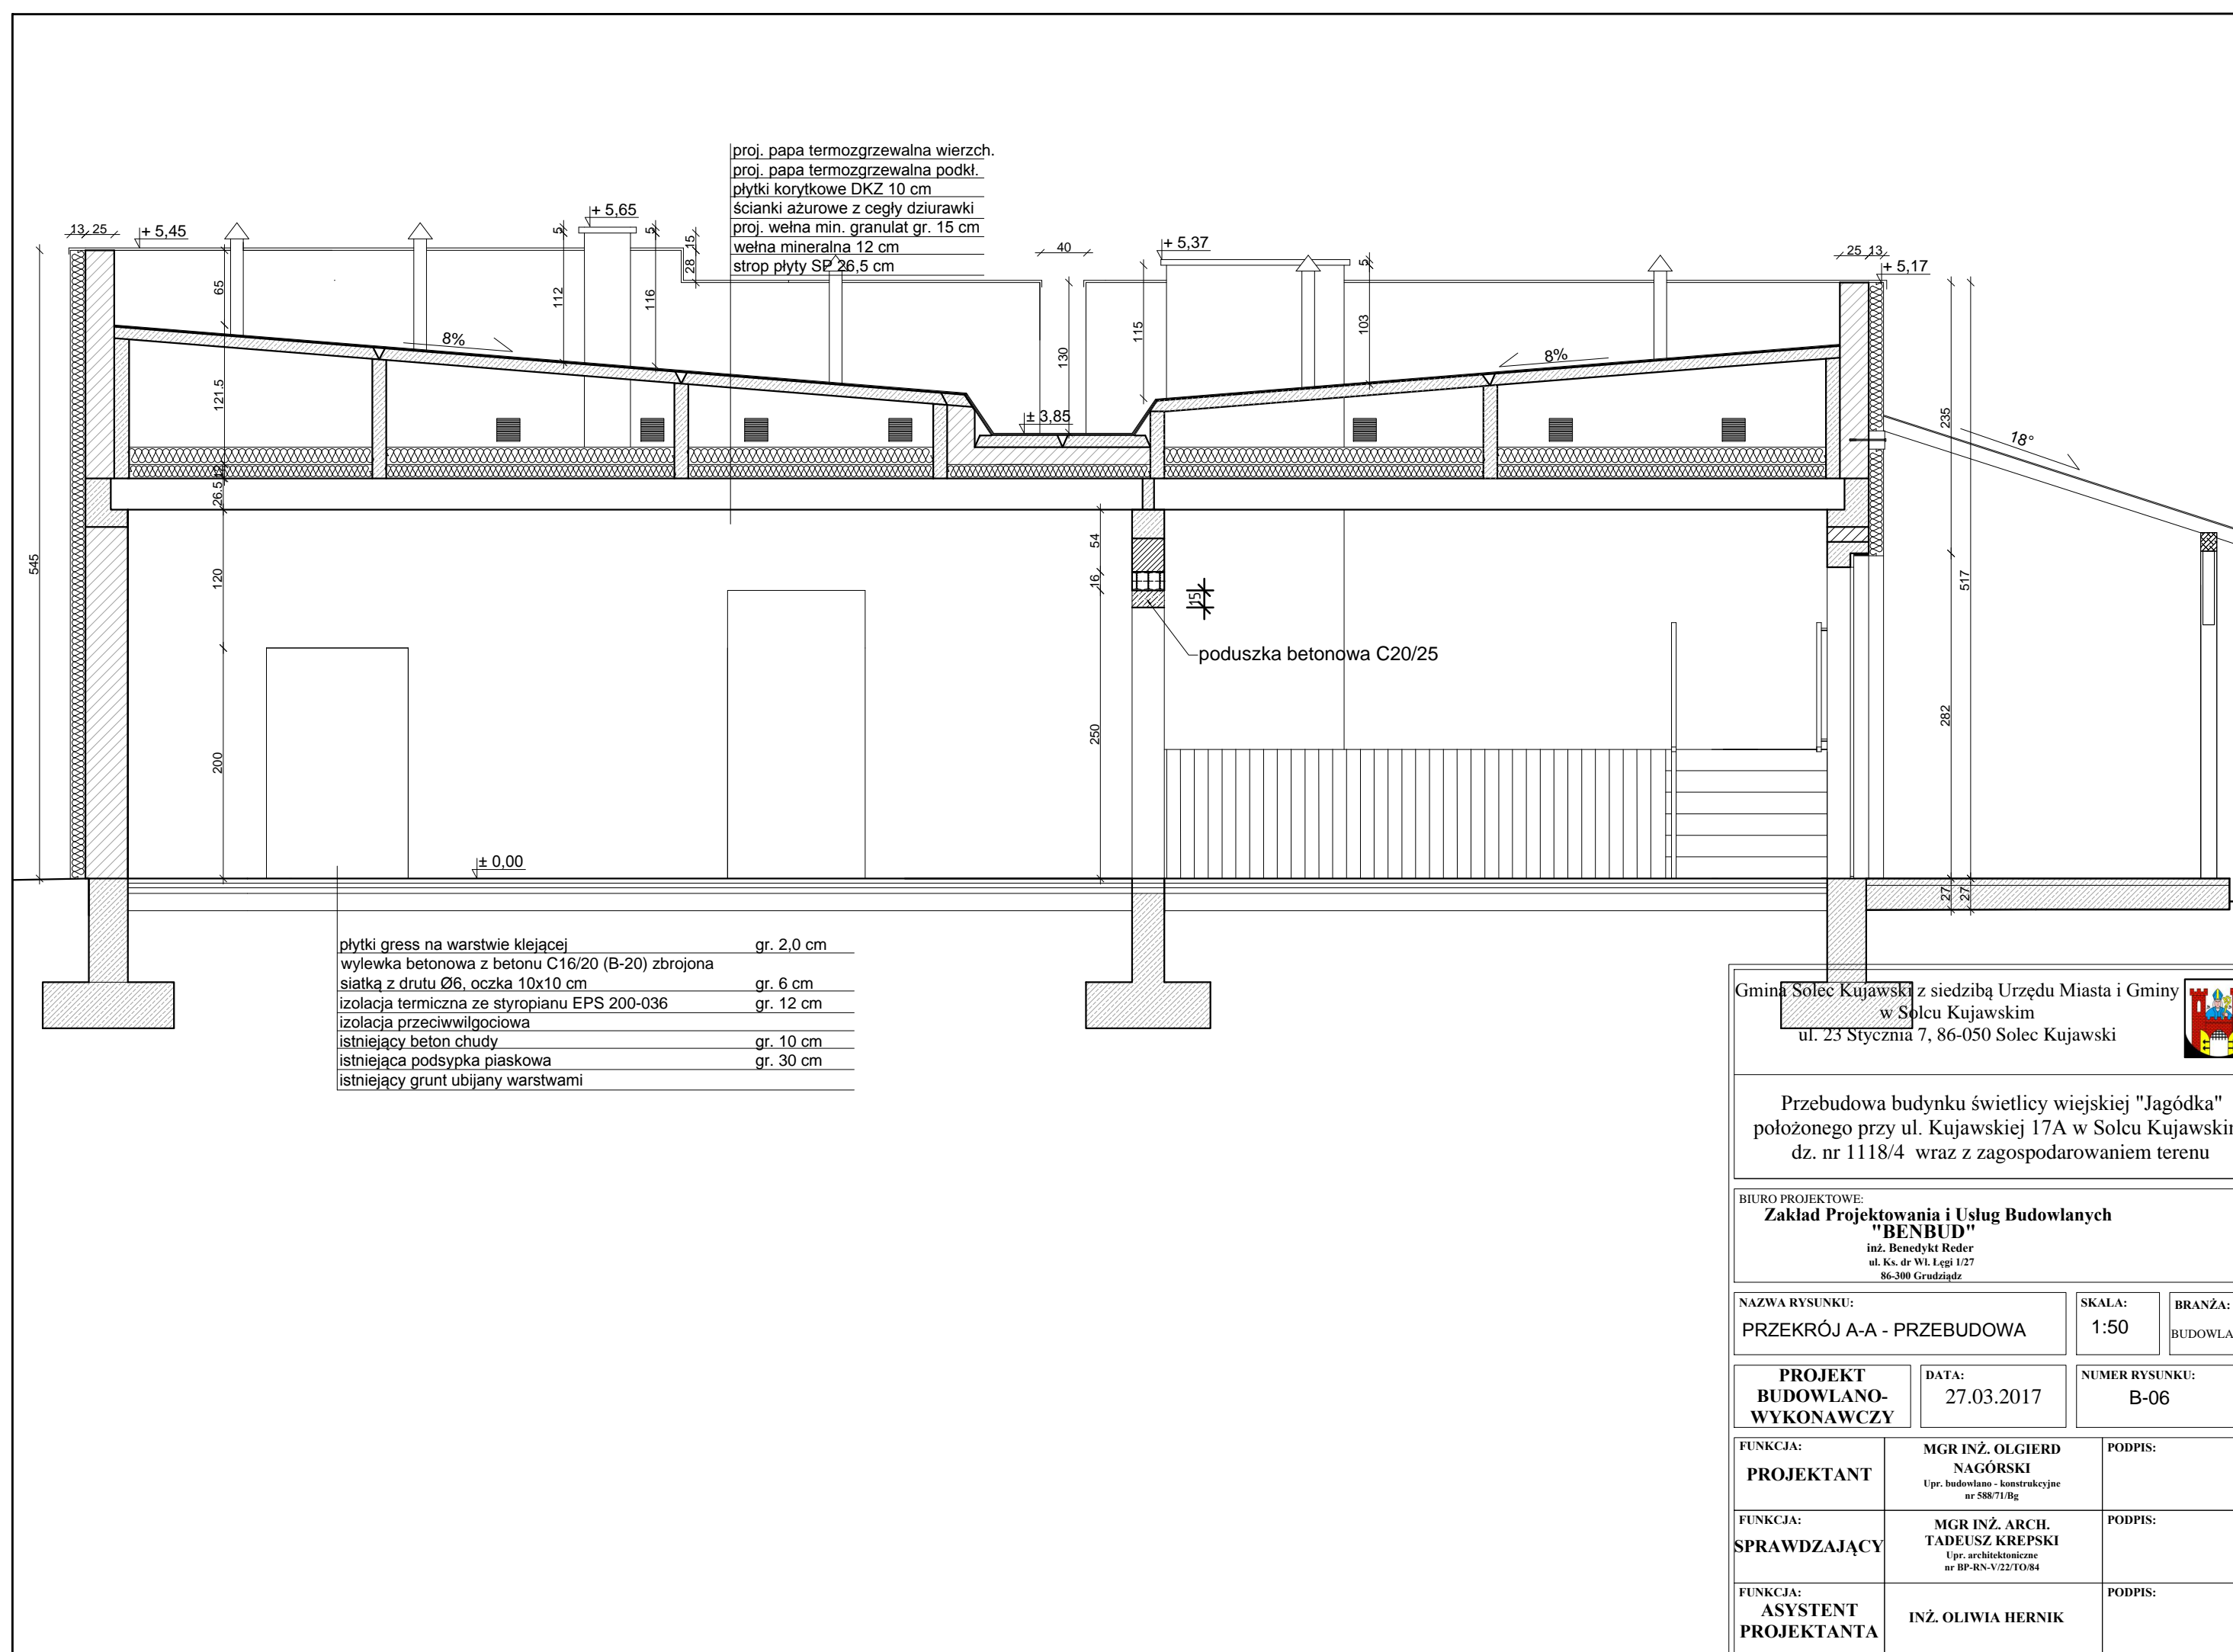 proj. papa termozgrzewalna wierzch.
proj. papa termozgrzewalna podkł.
płytki korytkowe DKZ 10 cm
ścianki ażurowe z cegły dziurawki
proj. wełna min. granulat gr. 15 cm
wełna mineralna 12 cm
strop płyty SP 26,5 cm
13 25
+ 5,45
+ 5,65
5
5
15
28
40
+ 5,37
5
25 13
+ 5,17
65
112
116
130
115
103
8%
8%
121.5
± 3,85
235
18°
12
26.5
545
120
54
16
15
517
poduszka betonowa C20/25
200
250
282
± 0,00
27
27
płytki gress na warstwie klejącej gr. 2,0 cm
wylewka betonowa z betonu C16/20 (B-20) zbrojona
siatką z drutu Ø6, oczka 10x10 cm gr. 6 cm
izolacja termiczna ze styropianu EPS 200-036 gr. 12 cm
izolacja przeciwwilgociowa
istniejący beton chudy gr. 10 cm
istniejąca podsypka piaskowa gr. 30 cm
istniejący grunt ubijany warstwami
Gmina Solec Kujawski z siedzibą Urzędu Miasta i Gminy
w Solcu Kujawskim
ul. 23 Stycznia 7, 86-050 Solec Kujawski
Przebudowa budynku świetlicy wiejskiej "Jagódka"
położonego przy ul. Kujawskiej 17A w Solcu Kujawskim
dz. nr 1118/4 wraz z zagospodarowaniem terenu
BIURO PROJEKTOWE:
Zakład Projektowania i Usług Budowlanych
"BENBUD"
inż. Benedykt Reder
ul. Ks. dr Wł. Łęgi 1/27
86-300 Grudziądz
NAZWA RYSUNKU:
PRZEKRÓJ A-A - PRZEBUDOWA
SKALA:
1:50
BRANŻA:
BUDOWLA
PROJEKT
BUDOWLANO-
WYKONAWCZY
DATA:
27.03.2017
NUMER RYSUNKU:
B-06
FUNKCJA:
PROJEKTANT
MGR INŻ. OLGIERD
NAGÓRSKI
Upr. budowlano - konstrukcyjne
nr 588/71/Bg
PODPIS:
FUNKCJA:
SPRAWDZAJĄCY
MGR INŻ. ARCH.
TADEUSZ KREPSKI
Upr. architektoniczne
nr BP-RN-V/22/TO/84
PODPIS:
FUNKCJA:
ASYSTENT
PROJEKTANTA
INŻ. OLIWIA HERNIK
PODPIS: